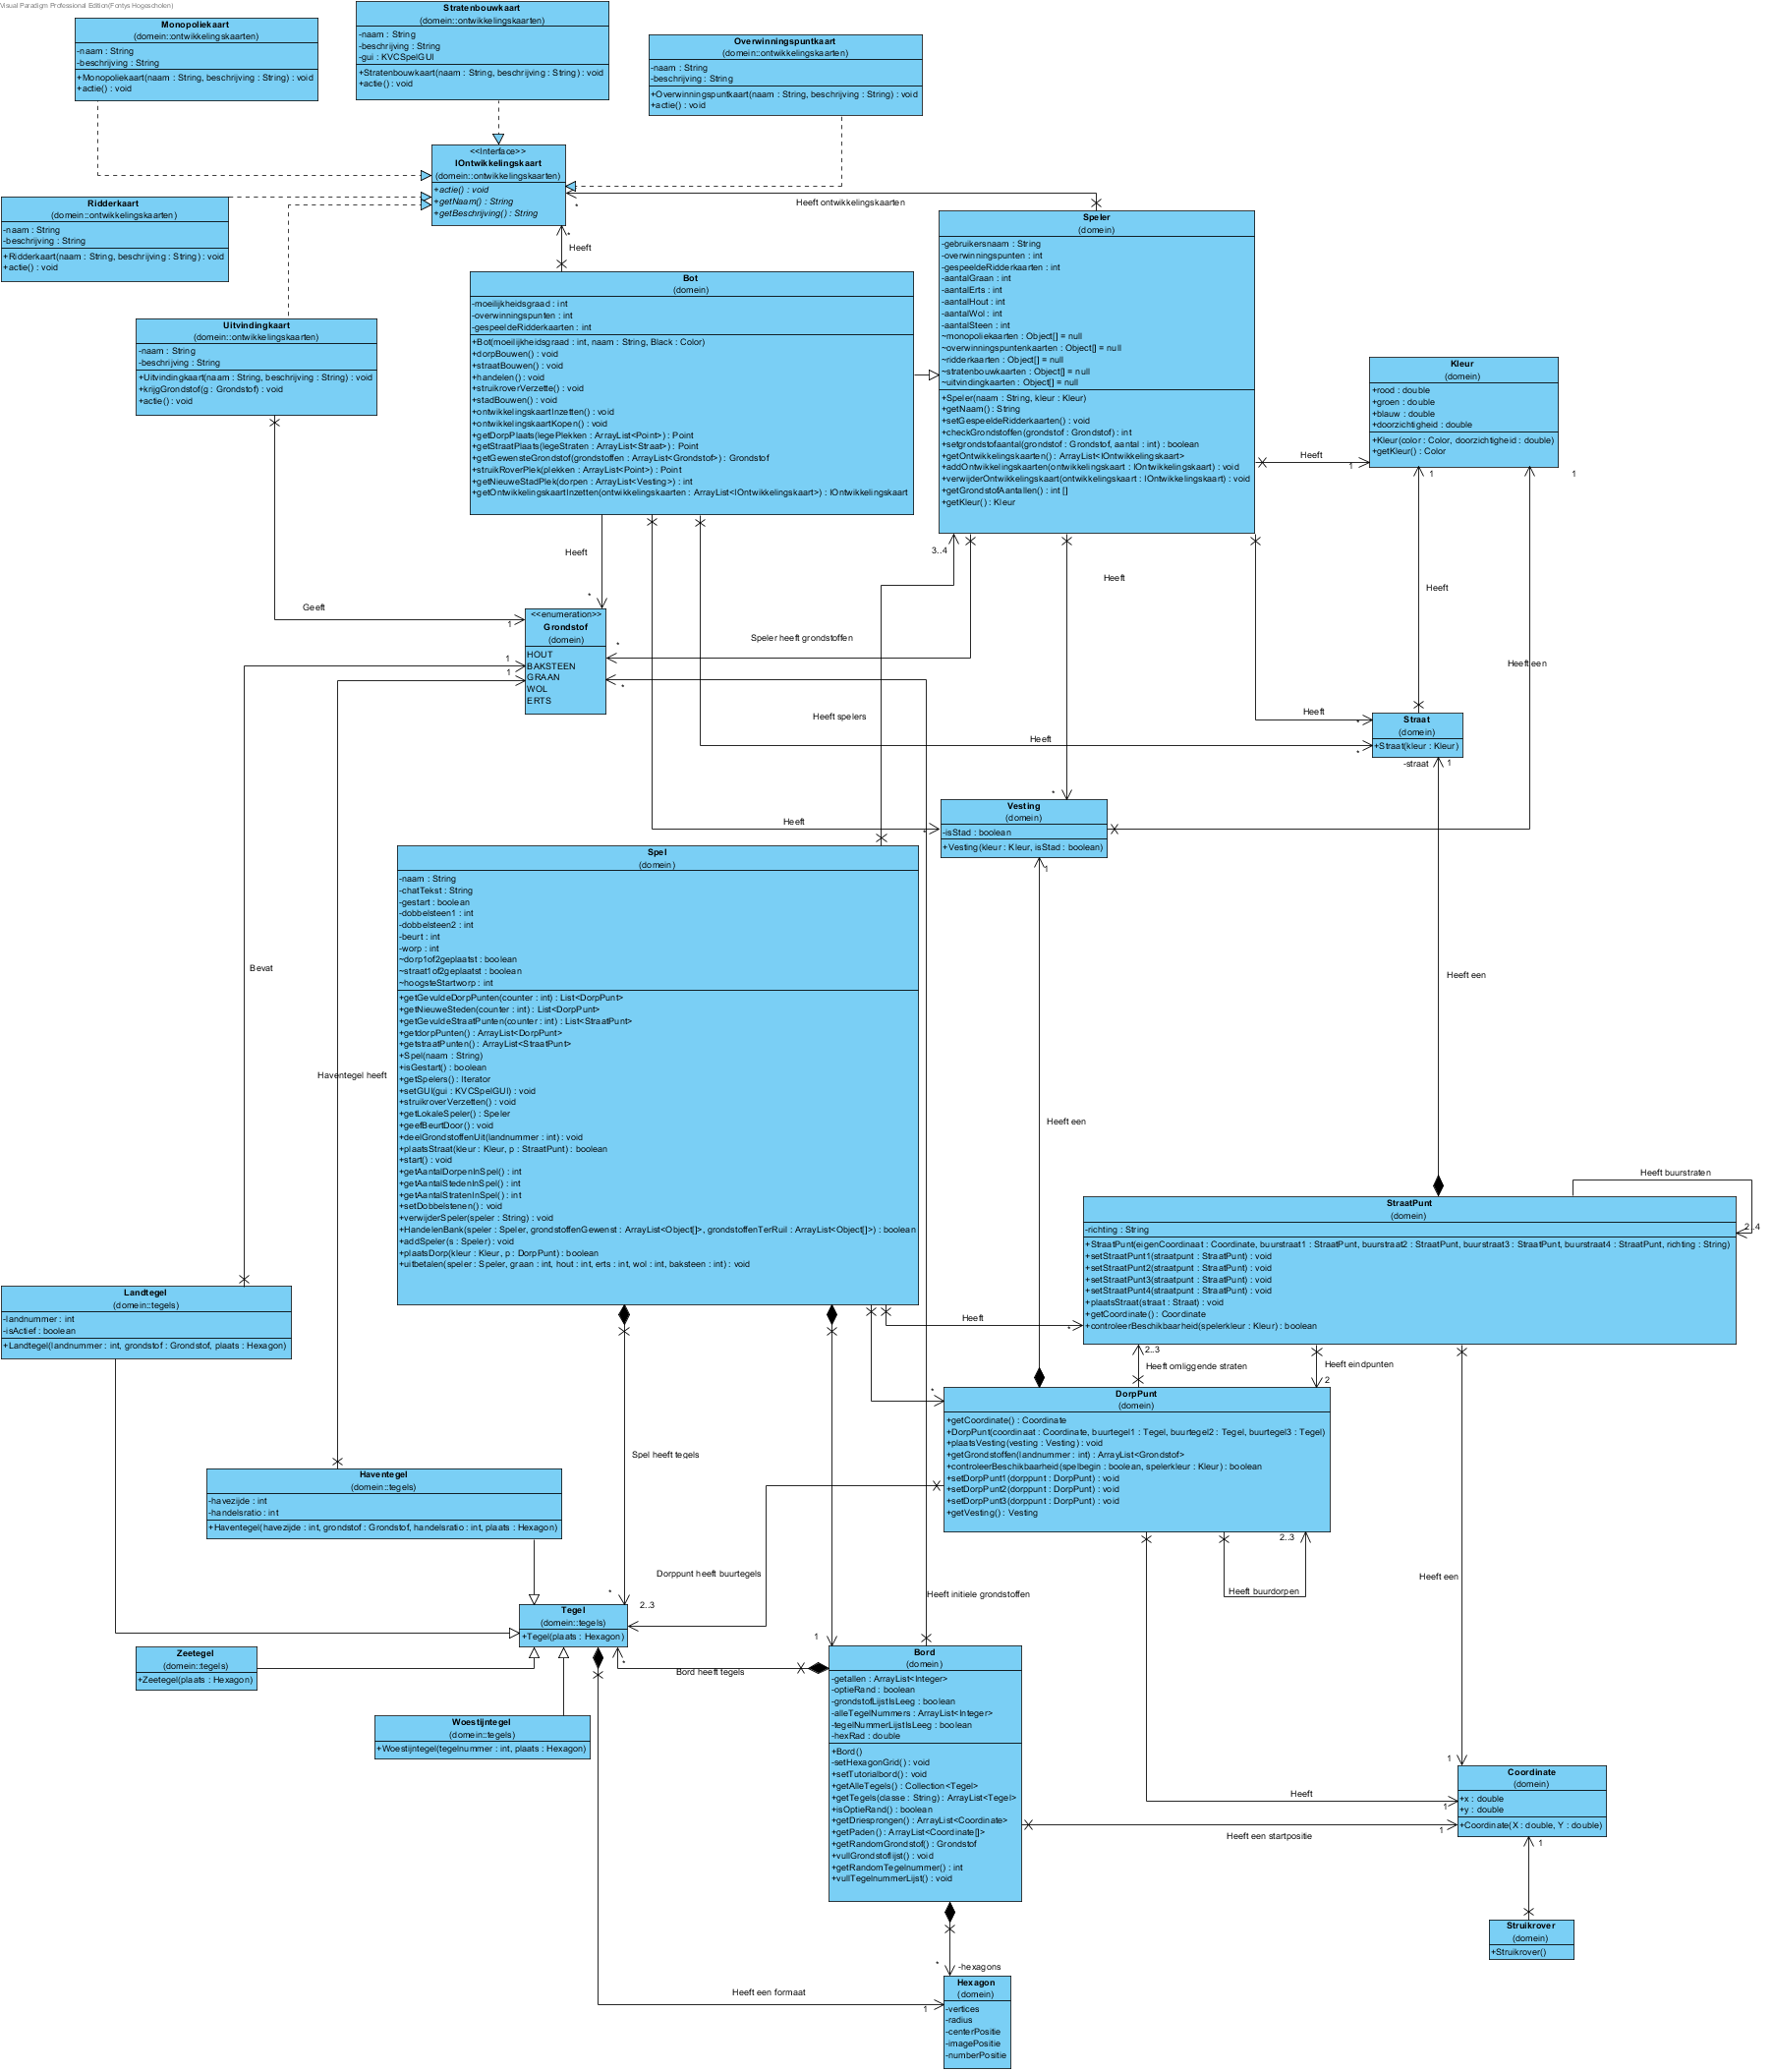 Visual Paradigm Professional Edition(Fontys Hogescholen)
Monopoliekaart
(domein::ontwikkelingskaarten)
-naam : String
-beschrijving : String
+Monopoliekaart(naam : String, beschrijving : String) : void
+actie() : void
Stratenbouwkaart
(domein::ontwikkelingskaarten)
-naam : String
-beschrijving : String
-gui : KVCSpelGUI
+Stratenbouwkaart(naam : String, beschrijving : String) : void
+actie() : void
Overwinningspuntkaart
(domein::ontwikkelingskaarten)
-naam : String
-beschrijving : String
+Overwinningspuntkaart(naam : String, beschrijving : String) : void
+actie() : void
<<Interface>>
IOntwikkelingskaart
(domein::ontwikkelingskaarten)
+actie() : void
+getNaam() : String
+getBeschrijving() : String
*
Heeft ontwikkelingskaarten
*
Heeft
Ridderkaart
(domein::ontwikkelingskaarten)
-naam : String
-beschrijving : String
+Ridderkaart(naam : String, beschrijving : String) : void
+actie() : void
Uitvindingkaart
(domein::ontwikkelingskaarten)
-naam : String
-beschrijving : String
+Uitvindingkaart(naam : String, beschrijving : String) : void
+krijgGrondstof(g : Grondstof) : void
+actie() : void
Bot
(domein)
-moeilijkheidsgraad : int
-overwinningspunten : int
-gespeeldeRidderkaarten : int
+Bot(moeilijkheidsgraad : int, naam : String, Black : Color)
+dorpBouwen() : void
+straatBouwen() : void
+handelen() : void
+struikroverVerzette() : void
+stadBouwen() : void
+ontwikkelingskaartInzetten() : void
+ontwikkelingskaartKopen() : void
+getDorpPlaats(legePlekken : ArrayList<Point>) : Point
+getStraatPlaats(legeStraten : ArrayList<Straat>) : Point
+getGewensteGrondstof(grondstoffen : ArrayList<Grondstof>) : Grondstof
+struikRoverPlek(plekken : ArrayList<Point>) : Point
+getNieuweStadPlek(dorpen : ArrayList<Vesting>) : int
+getOntwikkelingskaartInzetten(ontwikkelingskaarten : ArrayList<IOntwikkelingskaart>) : IOntwikkelingskaart
Speler
(domein)
-gebruikersnaam : String
-overwinningspunten : int
-gespeeldeRidderkaarten : int
-aantalGraan : int
-aantalErts : int
-aantalHout : int
-aantalWol : int
-aantalSteen : int
~monopoliekaarten : Object[] = null
~overwinningspuntenkaarten : Object[] = null
~ridderkaarten : Object[] = null
~stratenbouwkaarten : Object[] = null
~uitvindingkaarten : Object[] = null
+Speler(naam : String, kleur : Kleur)
+getNaam() : String
+setGespeeldeRidderkaarten() : void
+checkGrondstoffen(grondstof : Grondstof) : int
+setgrondstofaantal(grondstof : Grondstof, aantal : int) : boolean
+getOntwikkelingskaarten() : ArrayList<IOntwikkelingskaart>
+addOntwikkelingskaarten(ontwikkelingskaart : IOntwikkelingskaart) : void
+verwijderOntwikkelingskaart(ontwikkelingskaart : IOntwikkelingskaart) : void
+getGrondstofAantallen() : int []
+getKleur() : Kleur
Kleur
(domein)
+rood : double
+groen : double
+blauw : double
+doorzichtigheid : double
+Kleur(color : Color, doorzichtigheid : double)
+getKleur() : Color
Heeft
1
1
1
Heeft
*
3..4
Heeft
Heeft
Geeft
1
<<enumeration>>
Grondstof
(domein)
HOUT
BAKSTEEN
GRAAN
WOL
ERTS
1
1
*
Speler heeft grondstoffen
*
Heeft spelers
Heeft een
Heeft
*
Heeft
*
Straat
(domein)
+Straat(kleur : Kleur)
-straat
1
Heeft
*
*
Vesting
(domein)
-isStad : boolean
+Vesting(kleur : Kleur, isStad : boolean)
1
Spel
(domein)
-naam : String
-chatTekst : String
-gestart : boolean
-dobbelsteen1 : int
-dobbelsteen2 : int
-beurt : int
-worp : int
~dorp1of2geplaatst : boolean
~straat1of2geplaatst : boolean
~hoogsteStartworp : int
+getGevuldeDorpPunten(counter : int) : List<DorpPunt>
+getNieuweSteden(counter : int) : List<DorpPunt>
+getGevuldeStraatPunten(counter : int) : List<StraatPunt>
+getdorpPunten() : ArrayList<DorpPunt>
+getstraatPunten() : ArrayList<StraatPunt>
+Spel(naam : String)
+isGestart() : boolean
+getSpelers() : Iterator
+setGUI(gui : KVCSpelGUI) : void
+struikroverVerzetten() : void
+getLokaleSpeler() : Speler
+geefBeurtDoor() : void
+deelGrondstoffenUit(landnummer : int) : void
+plaatsStraat(kleur : Kleur, p : StraatPunt) : boolean
+start() : void
+getAantalDorpenInSpel() : int
+getAantalStedenInSpel() : int
+getAantalStratenInSpel() : int
+setDobbelstenen() : void
+verwijderSpeler(speler : String) : void
+HandelenBank(speler : Speler, grondstoffenGewenst : ArrayList<Object[]>, grondstoffenTerRuil : ArrayList<Object[]>) : boolean
+addSpeler(s : Speler) : void
+plaatsDorp(kleur : Kleur, p : DorpPunt) : boolean
+uitbetalen(speler : Speler, graan : int, hout : int, erts : int, wol : int, baksteen : int) : void
Bevat
Haventegel heeft
Heeft een
Heeft een
Heeft buurstraten
2..4
StraatPunt
(domein)
-richting : String
+StraatPunt(eigenCoordinaat : Coordinate, buurstraat1 : StraatPunt, buurstraat2 : StraatPunt, buurstraat3 : StraatPunt, buurstraat4 : StraatPunt, richting : String)
+setStraatPunt1(straatpunt : StraatPunt) : void
+setStraatPunt2(straatpunt : StraatPunt) : void
+setStraatPunt3(straatpunt : StraatPunt) : void
+setStraatPunt4(straatpunt : StraatPunt) : void
+plaatsStraat(straat : Straat) : void
+getCoordinate() : Coordinate
+controleerBeschikbaarheid(spelerkleur : Kleur) : boolean
Landtegel
(domein::tegels)
-landnummer : int
-isActief : boolean
+Landtegel(landnummer : int, grondstof : Grondstof, plaats : Hexagon)
Heeft
*
2..3
Heeft omliggende straten
Heeft eindpunten
2
*
DorpPunt
(domein)
+getCoordinate() : Coordinate
+DorpPunt(coordinaat : Coordinate, buurtegel1 : Tegel, buurtegel2 : Tegel, buurtegel3 : Tegel)
+plaatsVesting(vesting : Vesting) : void
+getGrondstoffen(landnummer : int) : ArrayList<Grondstof>
+controleerBeschikbaarheid(spelbegin : boolean, spelerkleur : Kleur) : boolean
+setDorpPunt1(dorppunt : DorpPunt) : void
+setDorpPunt2(dorppunt : DorpPunt) : void
+setDorpPunt3(dorppunt : DorpPunt) : void
+getVesting() : Vesting
Spel heeft tegels
Haventegel
(domein::tegels)
-havezijde : int
-handelsratio : int
+Haventegel(havezijde : int, grondstof : Grondstof, handelsratio : int, plaats : Hexagon)
2..3
Heeft buurdorpen
Dorppunt heeft buurtegels
Heeft een
Heeft initiele grondstoffen
*
2..3
Tegel
(domein::tegels)
+Tegel(plaats : Hexagon)
Zeetegel
(domein::tegels)
+Zeetegel(plaats : Hexagon)
*
Bord heeft tegels
1
Woestijntegel
(domein::tegels)
+Woestijntegel(tegelnummer : int, plaats : Hexagon)
Bord
(domein)
-getallen : ArrayList<Integer>
-optieRand : boolean
-grondstofLijstIsLeeg : boolean
-alleTegelNummers : ArrayList<Integer>
-tegelNummerLijstIsLeeg : boolean
-hexRad : double
+Bord()
-setHexagonGrid() : void
+setTutorialbord() : void
+getAlleTegels() : Collection<Tegel>
+getTegels(classe : String) : ArrayList<Tegel>
+isOptieRand() : boolean
+getDriesprongen() : ArrayList<Coordinate>
+getPaden() : ArrayList<Coordinate[]>
+getRandomGrondstof() : Grondstof
+vullGrondstoflijst() : void
+getRandomTegelnummer() : int
+vullTegelnummerLijst() : void
1
Heeft
1
Heeft een startpositie
1
Coordinate
(domein)
+x : double
+y : double
+Coordinate(X : double, Y : double)
1
Struikrover
(domein)
+Struikrover()
*
-hexagons
Heeft een formaat
1
Hexagon
(domein)
-vertices
-radius
-centerPositie
-imagePositie
-numberPositie